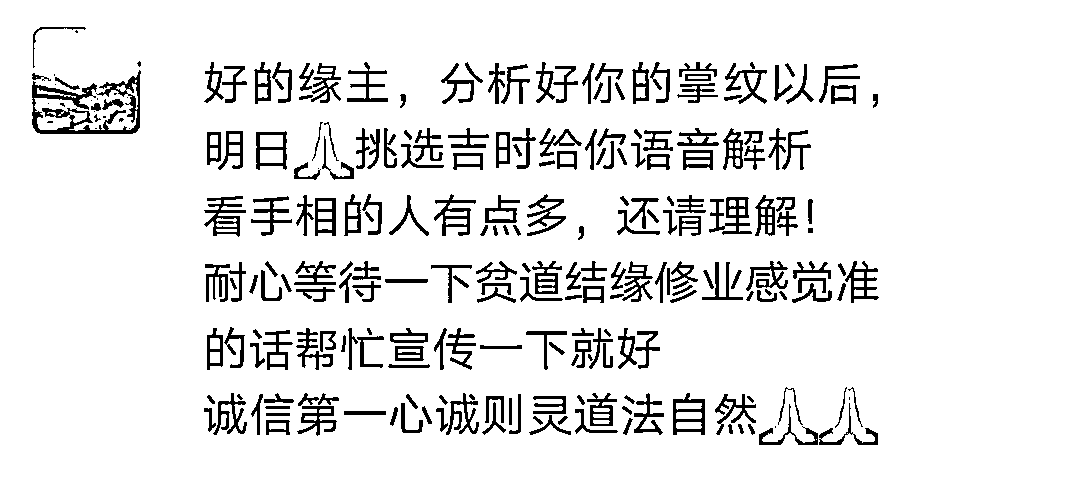 好的缘主，分析好你的掌纹以后，
明日🙏挑选吉时给你语音解析
看手相的人有点多，还请理解！
耐心等待一下贫道结缘修业感觉准
的话帮忙宣传一下就好
诚信第一心诚则灵道法自然🙏🙏